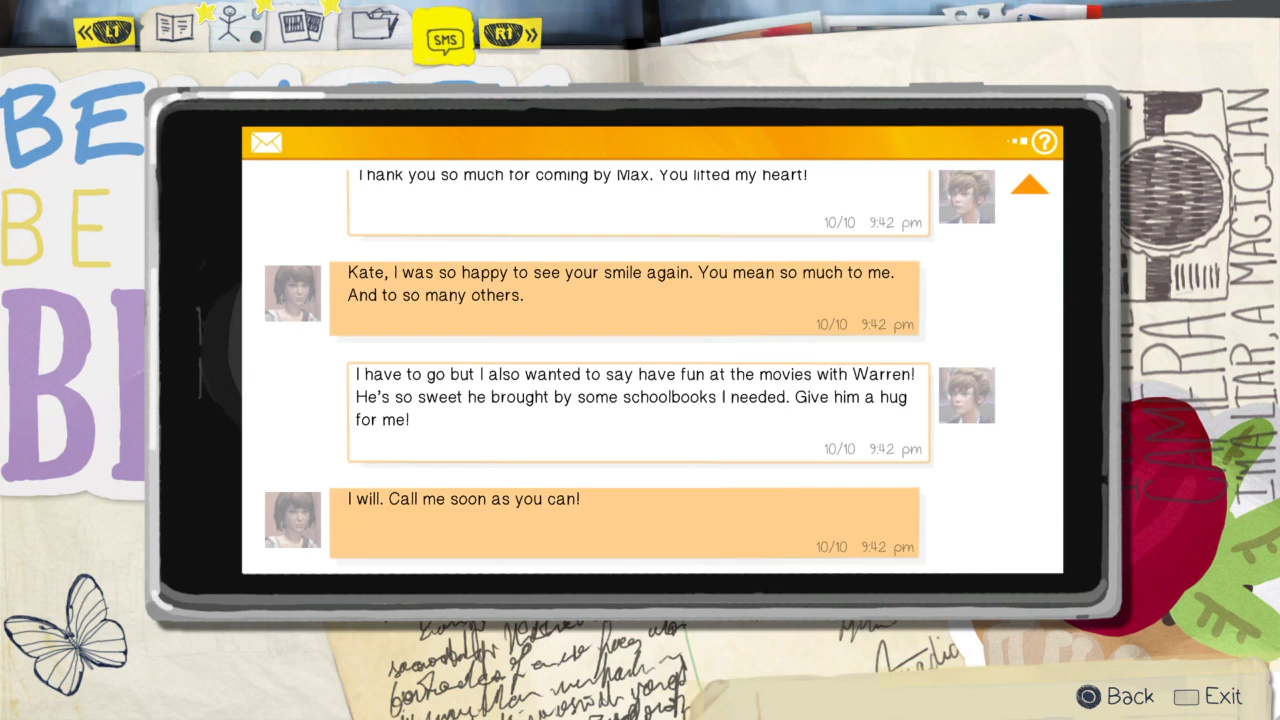 L1
SMS
R1
BE
BE
Thank you so much for coming by Max. You lifted my heart!
10/10 9:42 pm
Kate, I was so happy to see your smile again. You mean so much to me.
And to so many others.
10/10 9:42 pm
I have to go but I also wanted to say have fun at the movies with Warren!
He's so sweet he brought by some schoolbooks I needed. Give him a hug
for me!
10/10 9:42 pm
I will. Call me soon as you can!
10/10 9:42 pm
CAMERA
LIAR, A MAGICIAN
Back
Exit